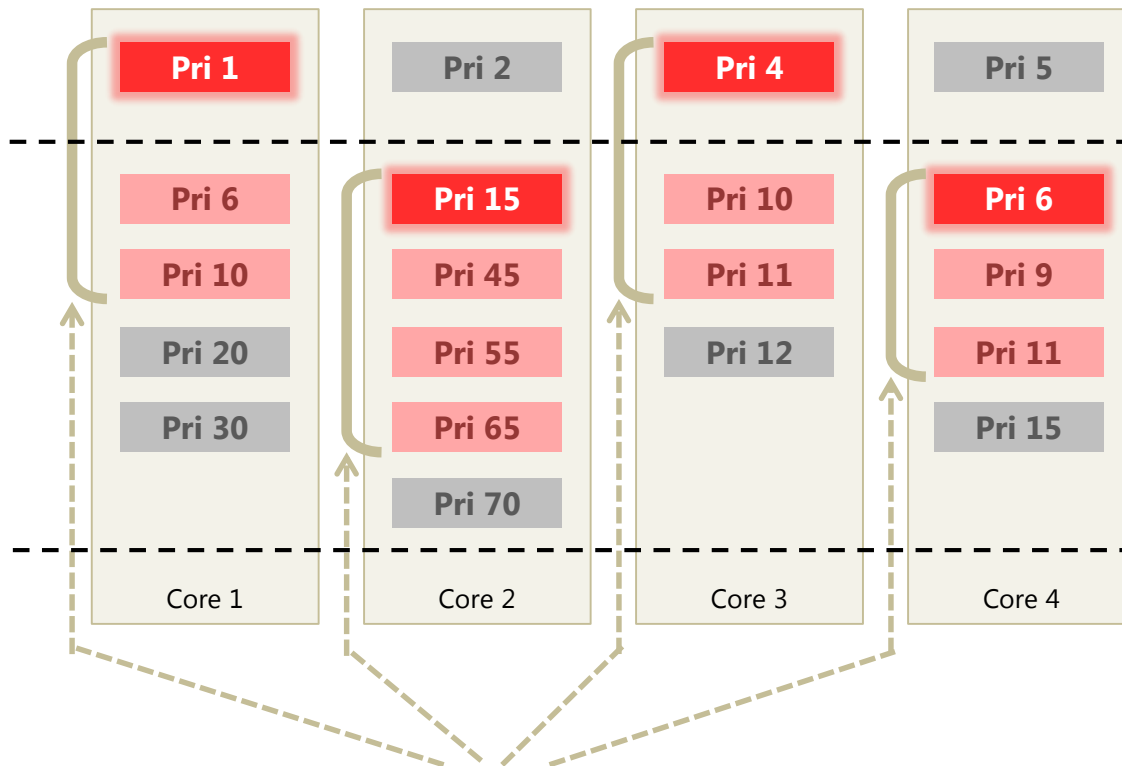 Pri 1
Pri 2
Pri 4
Pri 5
Pri 6
Pri 15
Pri 10
Pri 6
Pri 10
Pri 45
Pri 11
Pri 9
Pri 20
Pri 55
Pri 12
Pri 11
Pri 30
Pri 65
Pri 15
Pri 70
Core 1
Core 2
Core 3
Core 4